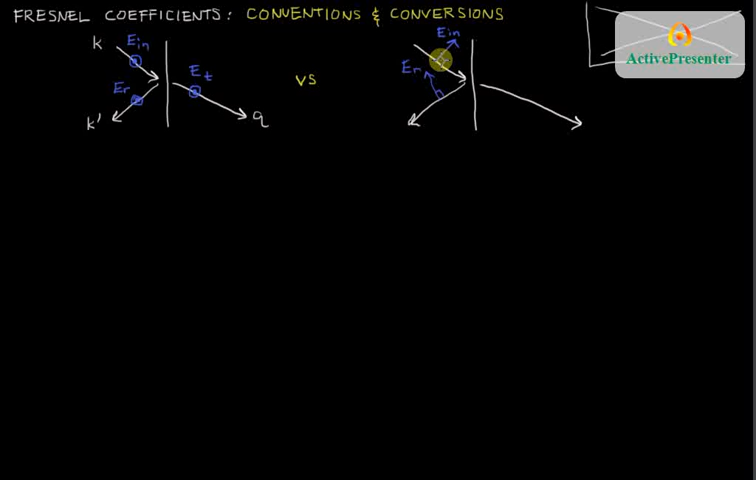 FRESNEL COEFFICIENTS: CONVENTIONS & CONVERSIONS
K Ein
Er Et
K' q
VS
Ein
Er
ActivePresenter